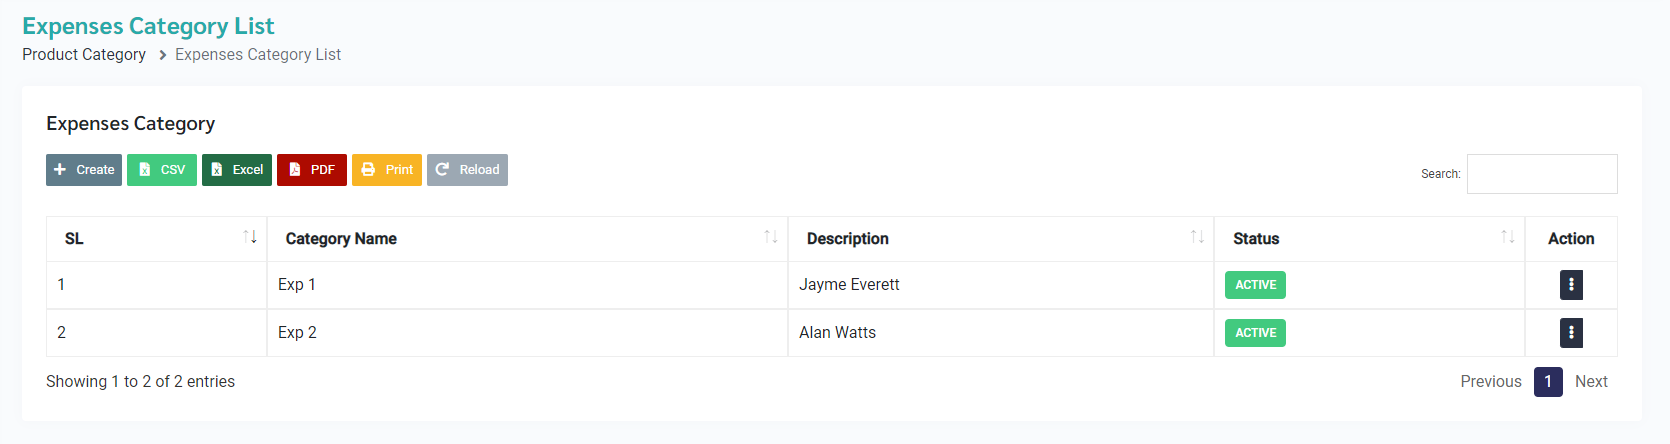 Expenses Category List
Product Category > Expenses Category List
Expenses Category
Create CSV Excel PDF Print Reload
Search:
SL Category Name Description Status Action
1 Exp 1 Jayme Everett ACTIVE
2 Exp 2 Alan Watts ACTIVE
Showing 1 to 2 of 2 entries
Previous 1 Next